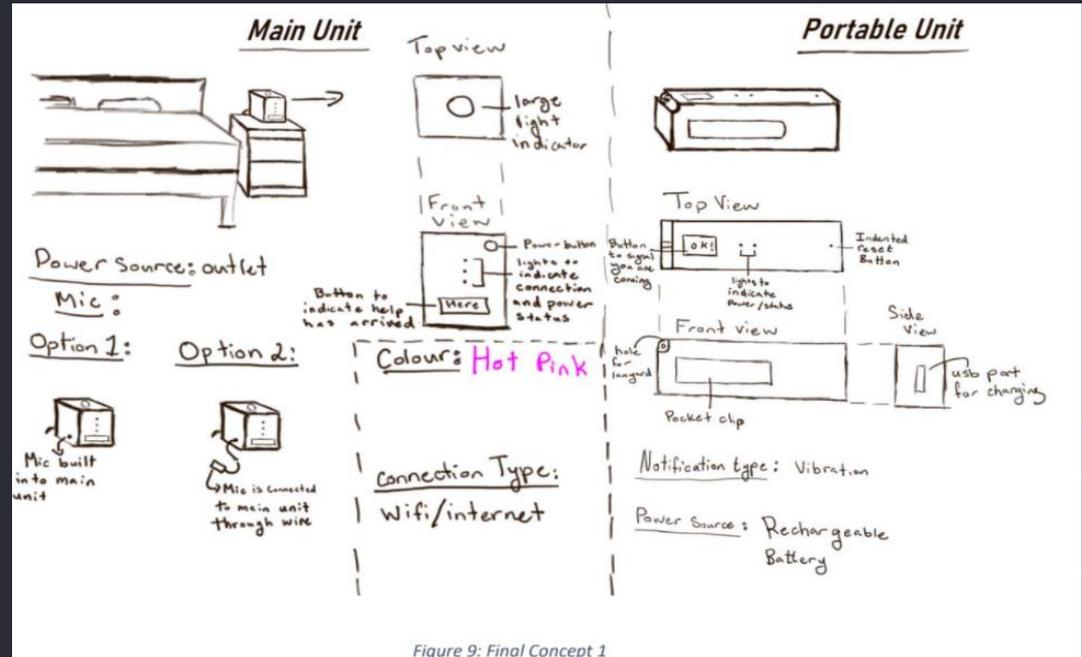 Main Unit
Top view
large
light
indicator
Front
View
Power button
lights to
indicate
connection
and power
status
Button to
indicate help
has arrived
Here
Power Source: outlet
Mic:
Option 1:
Mic built
into main
unit
Option 2:
Mic is connected
to main unit
through wire
Colour: Hot Pink
Connection Type:
Wifi/internet
Portable Unit
Top View
Button
to signal
you are
coming
OK!
lights to
indicate
Power/status
Indented
reset
Button
Front view
hole
for
lanyard
Pocket clip
Side
View
usb port
for charging
Notification type: Vibration
Power Source: Rechargeable
Battery
Figure 9: Final Concept 1